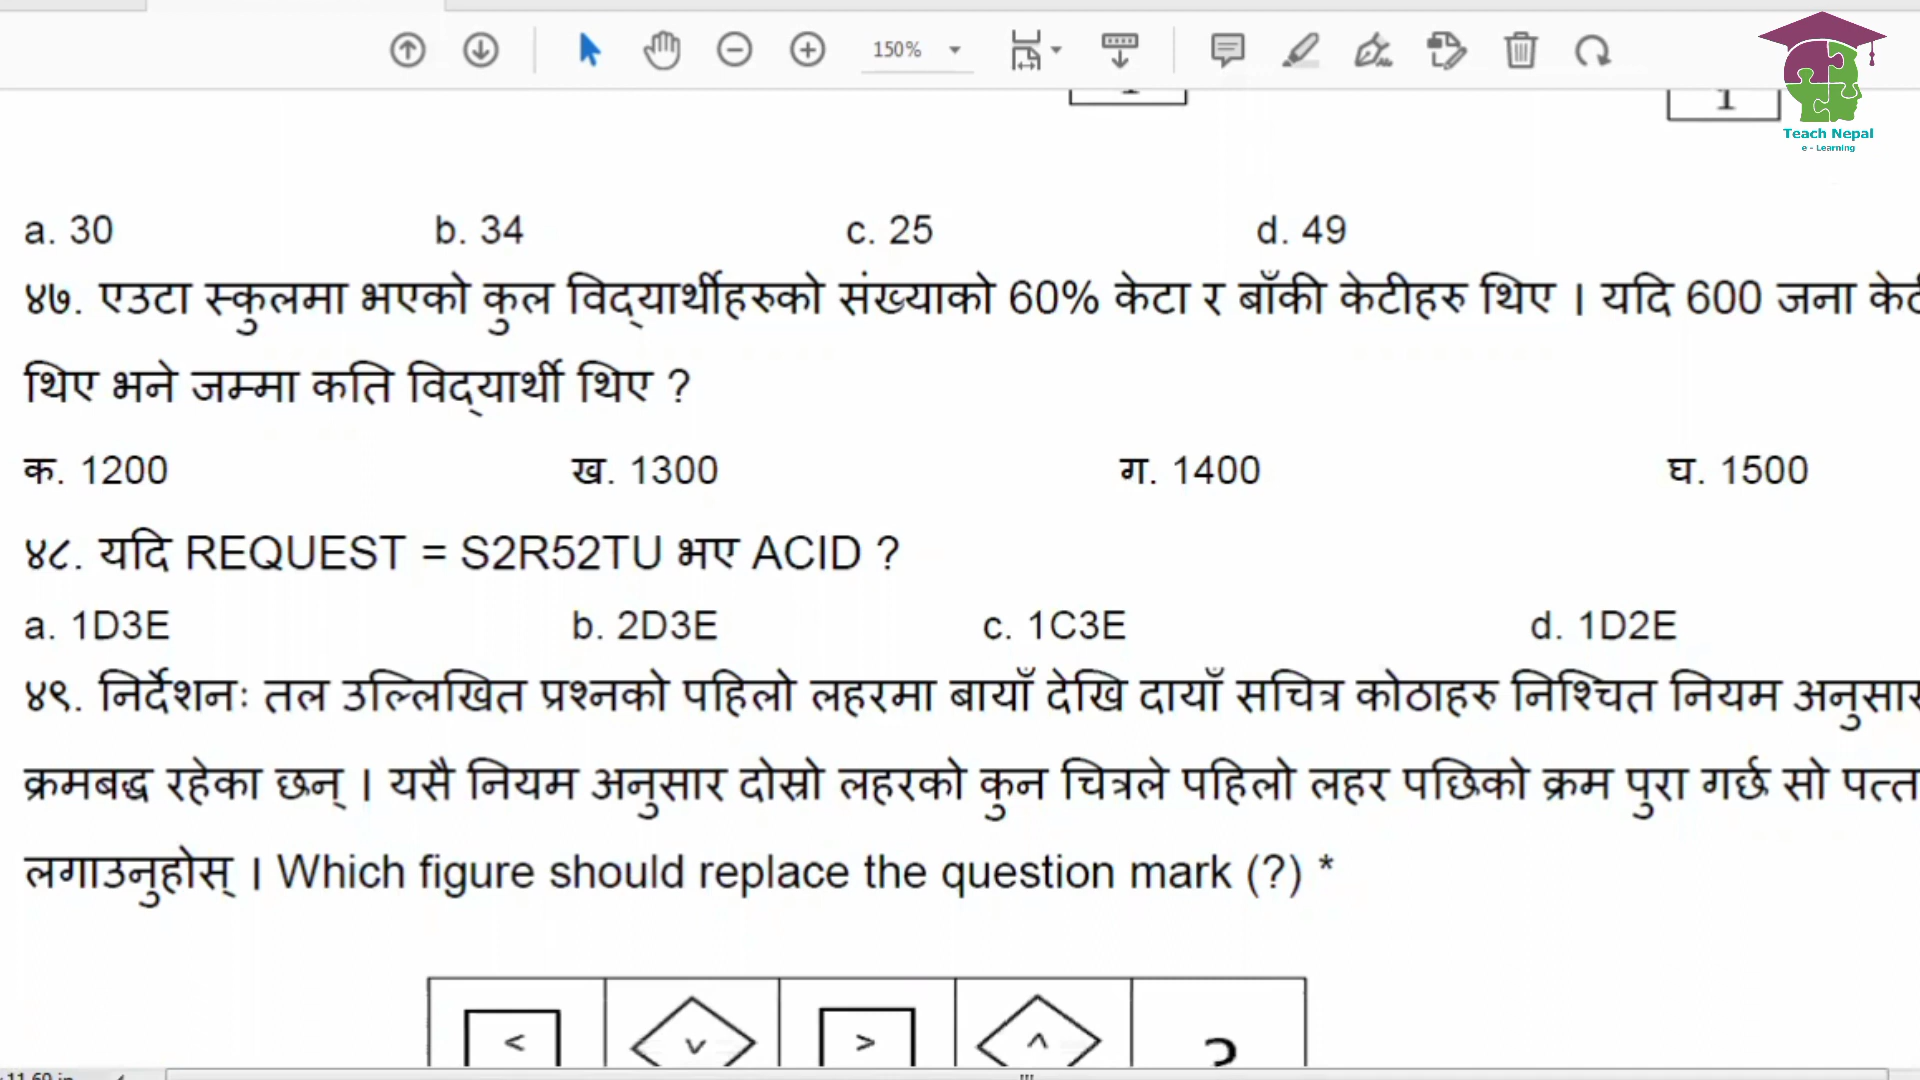 150%
Teach Nepal
e - Learning
1
a. 30 b. 34 c. 25 d. 49
४७. एउटा स्कुलमा भएको कुल विद्यार्थीहरुको संख्याको 60% केटा र बाँकी केटीहरु थिए । यदि 600 जना
थिए भने जम्मा कति विद्यार्थी थिए ?
क. 1200 ख. 1300 ग. 1400 घ. 1500
४८. यदि REQUEST = S2R52TU भए ACID ?
a. 1D3E b. 2D3E c. 1C3E d. 1D2E
४९. निर्देशनः तल उल्लिखित प्रश्नको पहिलो लहरमा बायाँ देखि दायाँ सचित्र कोठाहरु निश्चित नियम अनुसार
क्रमबद्ध रहेका छन् । यसै नियम अनुसार दोस्रो लहरको कुन चित्रले पहिलो लहर पछिको क्रम पुरा गर्छ सो
लगाउनुहोस् । Which figure should replace the question mark (?) *
< v > ^ ?